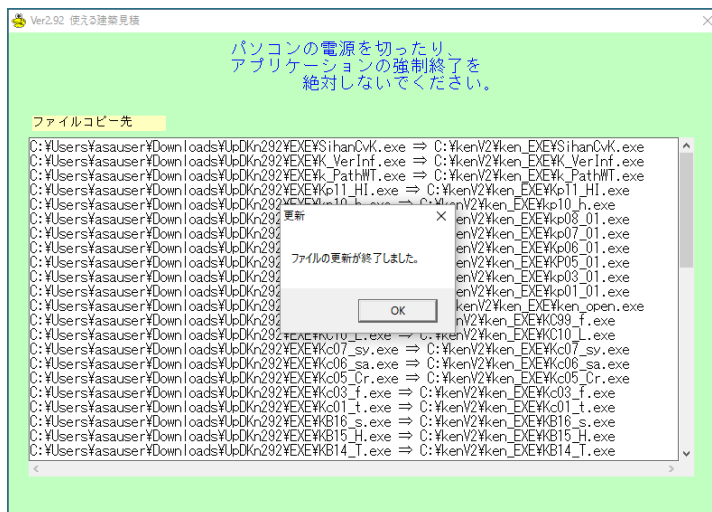 Ver2.92 使える建築見積
パソコンの電源を切ったり、
アプリケーションの強制終了を
絶対しないでください。
ファイルコピー先
C:¥Users¥asauser¥Downloads¥UpDKn292¥EXE¥SihanCvK.exe ⇒ C:¥kenV2¥ken_EXE¥SihanCvK.exe
C:¥Users¥asauser¥Downloads¥UpDKn292¥EXE¥K_VerInf.exe ⇒ C:¥kenV2¥ken_EXE¥K_VerInf.exe
C:¥Users¥asauser¥Downloads¥UpDKn292¥EXE¥k_PathWT.exe ⇒ C:¥kenV2¥ken_EXE¥k_PathWT.exe
C:¥Users¥asauser¥Downloads¥UpDKn292¥EXE¥Kp11_HI.exe ⇒ C:¥kenV2¥ken_EXE¥Kp11_HI.exe
C:¥Users¥asauser¥Downloads¥UpDKn292¥EXE¥kp10_h.exe ⇒ C:¥kenV2¥ken_EXE¥kp10_h.exe
C:¥Users¥asauser¥Downloads¥UpDKn292 enV2¥ken_EXE¥kp08_01.exe
C:¥Users¥asauser¥Downloads¥UpDKn292 enV2¥ken_EXE¥kp07_01.exe
C:¥Users¥asauser¥Downloads¥UpDKn292 enV2¥ken_EXE¥Kp06_01.exe
C:¥Users¥asauser¥Downloads¥UpDKn292 enV2¥ken_EXE¥KP05_01.exe
C:¥Users¥asauser¥Downloads¥UpDKn292 enV2¥ken_EXE¥kp03_01.exe
C:¥Users¥asauser¥Downloads¥UpDKn292 enV2¥ken_EXE¥kp01_01.exe
C:¥Users¥asauser¥Downloads¥UpDKn292 kenV2¥ken_EXE¥ken_open.exe
C:¥Users¥asauser¥Downloads¥UpDKn292 nV2¥ken_EXE¥KC99_f.exe
C:¥Users¥asauser¥Downloads¥UpDKn292¥EXE¥KC10_L.exe ⇒ C:¥kenV2¥ken_EXE¥KC10_L.exe
C:¥Users¥asauser¥Downloads¥UpDKn292¥EXE¥Kc07_sy.exe ⇒ C:¥kenV2¥ken_EXE¥Kc07_sy.exe
C:¥Users¥asauser¥Downloads¥UpDKn292¥EXE¥Kc06_sa.exe ⇒ C:¥kenV2¥ken_EXE¥Kc06_sa.exe
C:¥Users¥asauser¥Downloads¥UpDKn292¥EXE¥Kc05_Cr.exe ⇒ C:¥kenV2¥ken_EXE¥Kc05_Cr.exe
C:¥Users¥asauser¥Downloads¥UpDKn292¥EXE¥Kc03_f.exe ⇒ C:¥kenV2¥ken_EXE¥Kc03_f.exe
C:¥Users¥asauser¥Downloads¥UpDKn292¥EXE¥Kc01_t.exe ⇒ C:¥kenV2¥ken_EXE¥Kc01_t.exe
C:¥Users¥asauser¥Downloads¥UpDKn292¥EXE¥KB16_s.exe ⇒ C:¥kenV2¥ken_EXE¥KB16_s.exe
C:¥Users¥asauser¥Downloads¥UpDKn292¥EXE¥KB15_H.exe ⇒ C:¥kenV2¥ken_EXE¥KB15_H.exe
C:¥Users¥asauser¥Downloads¥UpDKn292¥EXE¥KB14_T.exe ⇒ C:¥kenV2¥ken_EXE¥KB14_T.exe
更新
ファイルの更新が終了しました。
OK